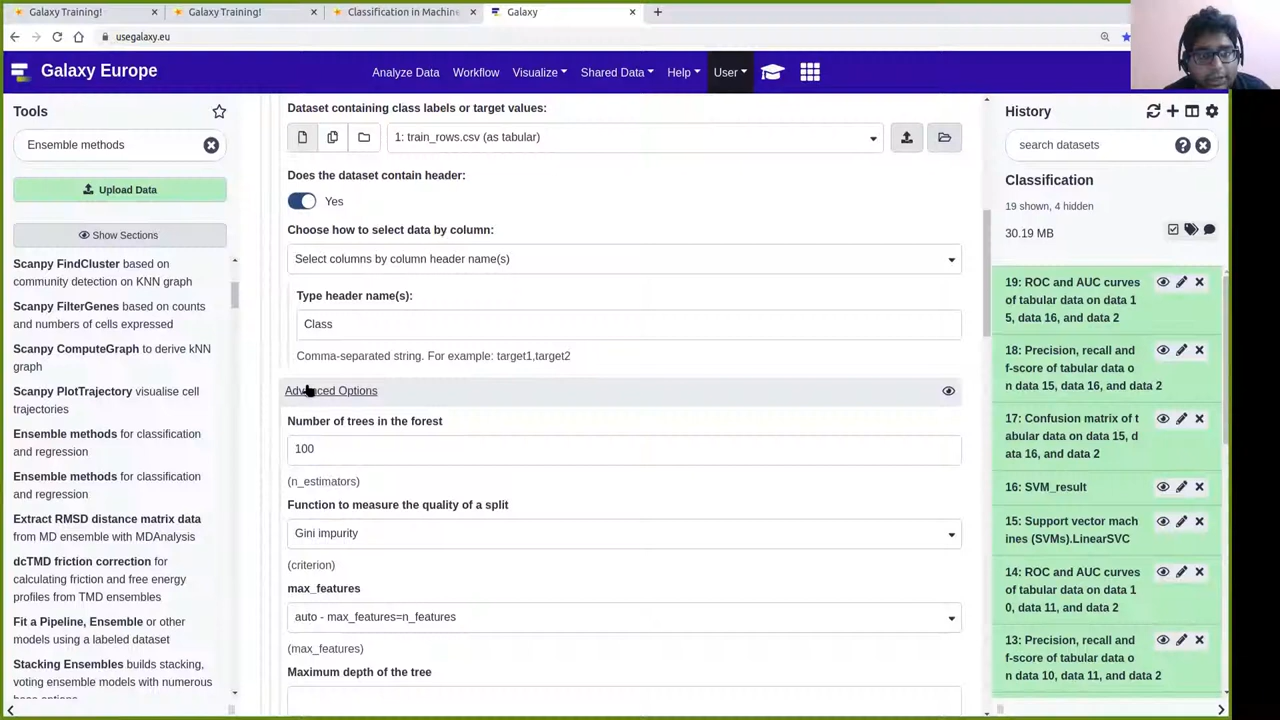 Galaxy Training!
Galaxy Training!
Classification in Machine
Galaxy
usegalaxy.eu
Galaxy Europe
Analyze Data
Workflow
Visualize
Shared Data
Help
User
Tools
Ensemble methods
Upload Data
Show Sections
Scanpy FindCluster based on
community detection on KNN graph
Scanpy FilterGenes based on counts
and numbers of cells expressed
Scanpy ComputeGraph to derive kNN
graph
Scanpy PlotTrajectory visualise cell
trajectories
Ensemble methods for classification
and regression
Ensemble methods for classification
and regression
Extract RMSD distance matrix data
from MD ensemble with MDAnalysis
dcTMD friction correction for
calculating friction and free energy
profiles from TMD ensembles
Fit a Pipeline, Ensemble or other
models using a labeled dataset
Stacking Ensembles builds stacking,
voting ensemble models with numerous
base options
Dataset containing class labels or target values:
1: train_rows.csv (as tabular)
Does the dataset contain header:
Yes
Choose how to select data by column:
Select columns by column header name(s)
Type header name(s):
Class
Comma-separated string. For example: target1,target2
Advanced Options
Number of trees in the forest
100
(n_estimators)
Function to measure the quality of a split
Gini impurity
(criterion)
max_features
auto - max_features=n_features
(max_features)
Maximum depth of the tree
History
search datasets
Classification
19 shown, 4 hidden
30.19 MB
19: ROC and AUC curves
of tabular data on data 1
5, data 16, and data 2
18: Precision, recall and
f-score of tabular data o
n data 15, data 16, and data 2
17: Confusion matrix of t
abular data on data 15, d
ata 16, and data 2
16: SVM_result
15: Support vector mach
ines (SVMs).LinearSVC
14: ROC and AUC curves
of tabular data on data 1
0, data 11, and data 2
13: Precision, recall and
f-score of tabular data o
n data 10, data 11, and data 2